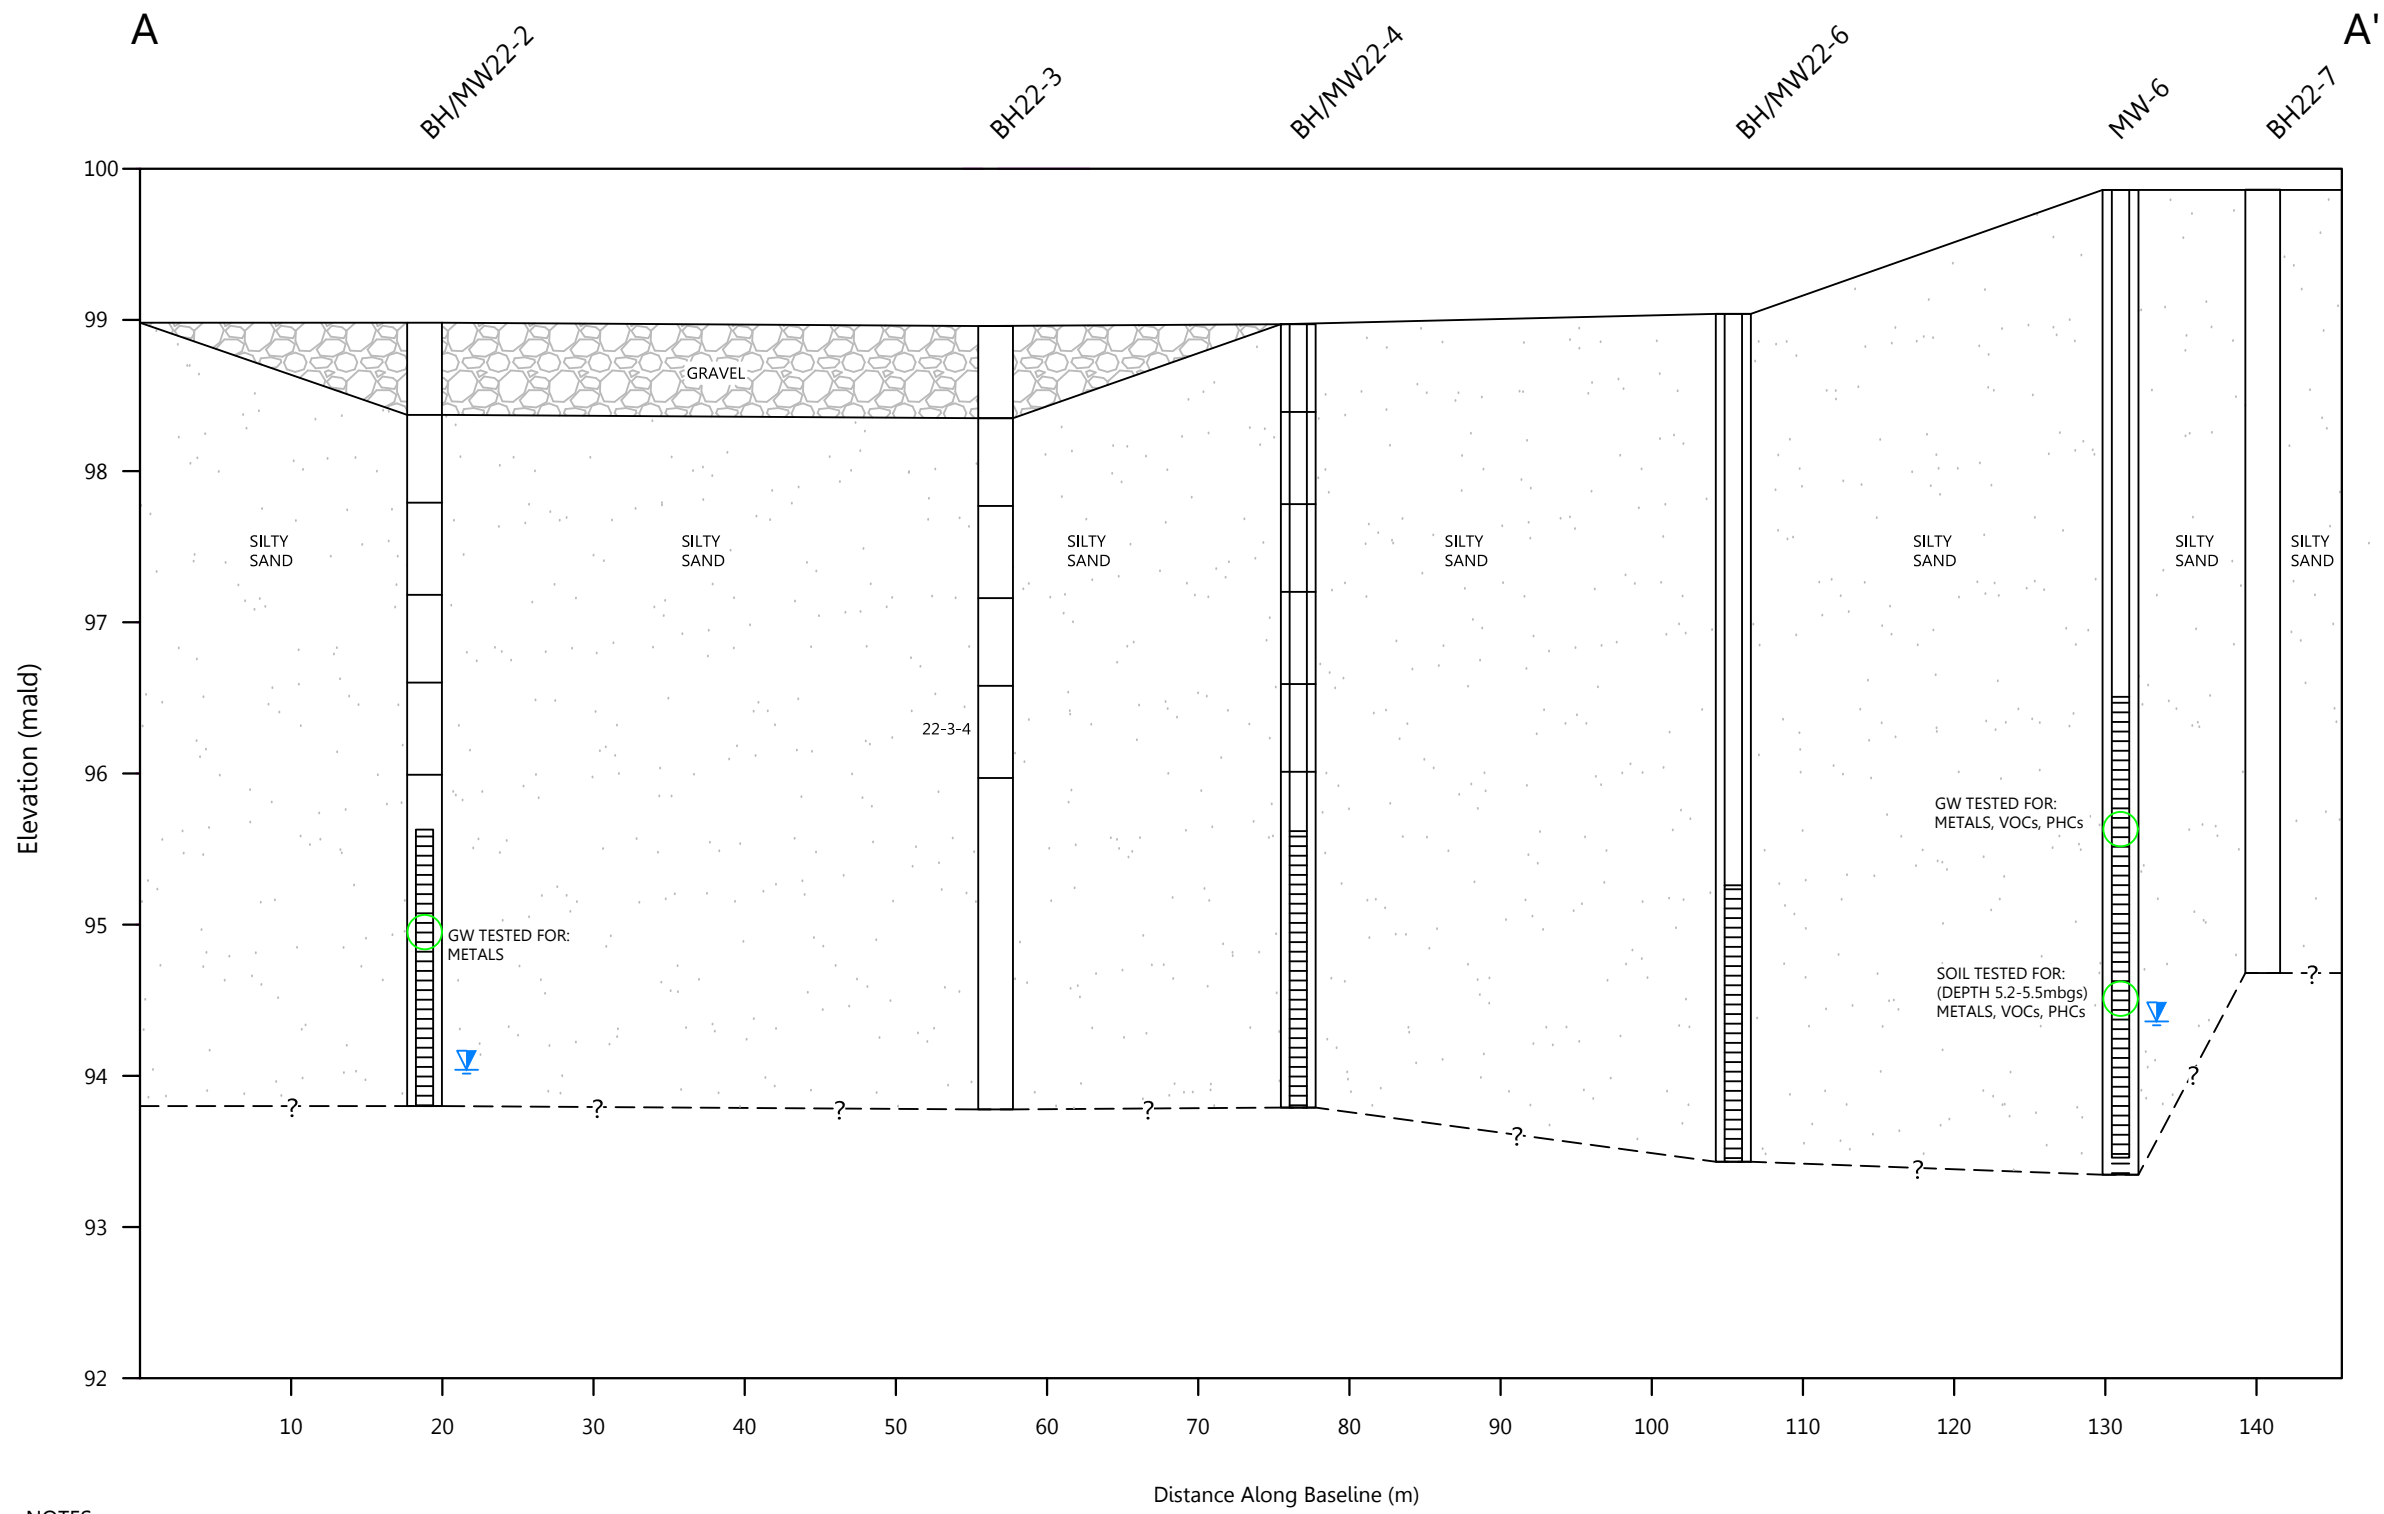 A
A'
BH/MW22-2
BH22-3
BH/MW22-4
BH/MW22-6
MW-6
BH22-7
100
99
98
97
96
95
94
93
92
Elevation (mald)
GRAVEL
SILTY
SAND
SILTY
SAND
SILTY
SAND
SILTY
SAND
SILTY
SAND
SILTY
SAND
SILTY
SAND
22-3-4
GW TESTED FOR:
METALS, VOCs, PHCs
GW TESTED FOR:
METALS
SOIL TESTED FOR:
(DEPTH 5.2-5.5mbgs)
METALS, VOCs, PHCs
?
?
?
?
?
?
?
?
10
20
30
40
50
60
70
80
90
100
110
120
130
140
Distance Along Baseline (m)
NOTES